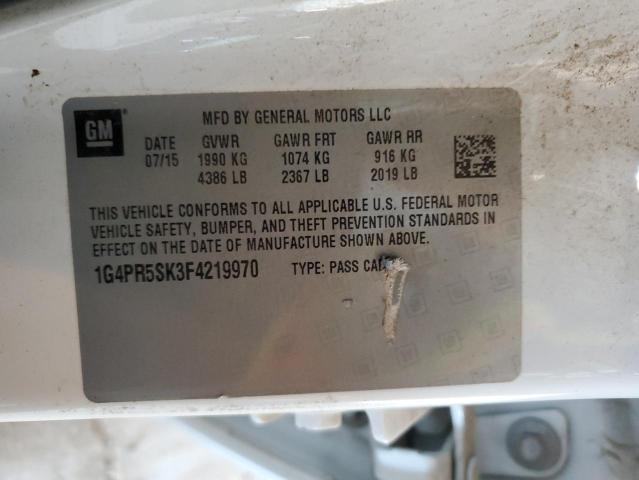 GM
MFD BY GENERAL MOTORS LLC
DATE GVWR GAWR FRT GAWR RR
07/15 1990 KG 1074 KG 916 KG
4386 LB 2367 LB 2019 LB
THIS VEHICLE CONFORMS TO ALL APPLICABLE U.S. FEDERAL MOTOR
VEHICLE SAFETY, BUMPER, AND THEFT PREVENTION STANDARDS IN
EFFECT ON THE DATE OF MANUFACTURE SHOWN ABOVE.
1G4PR5SK3F4219970 TYPE: PASS CAR